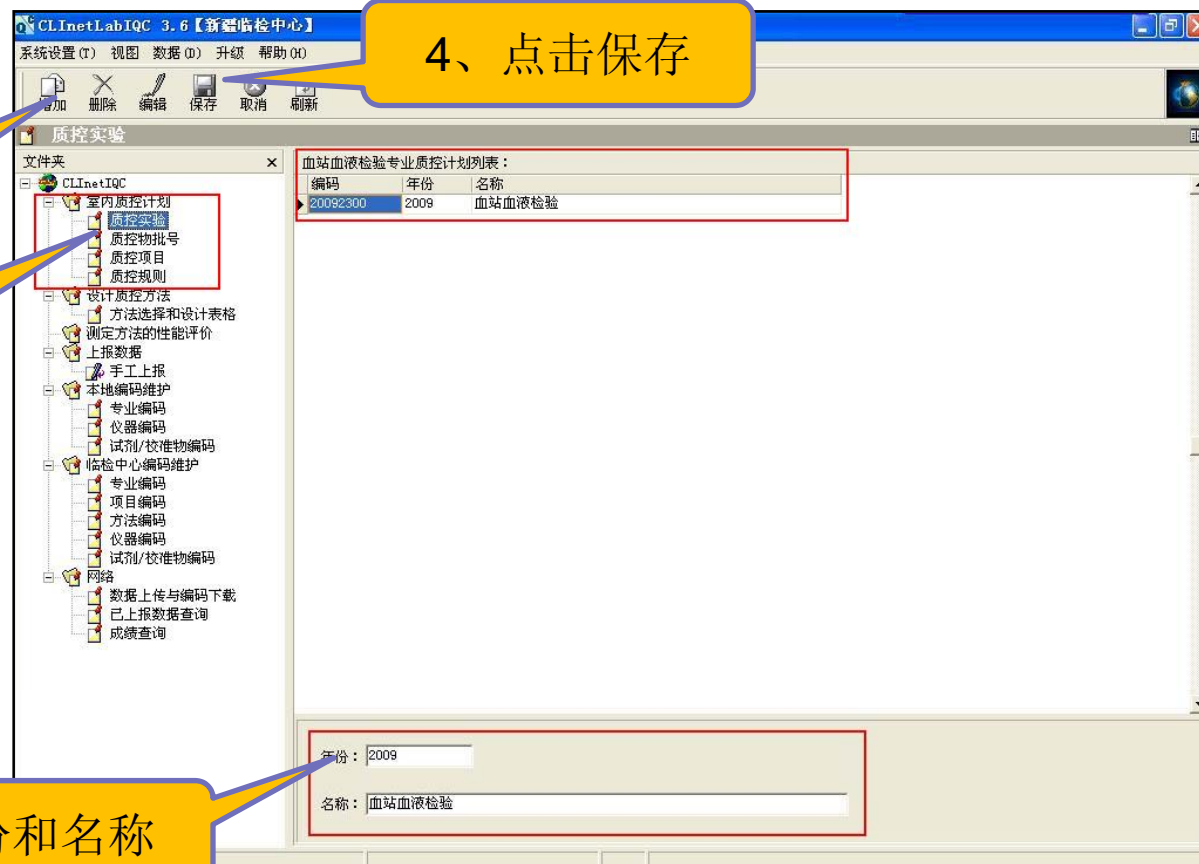 CLInetLabIQC 3.6【新疆临检中心】
4、点击保存
系统设置(T) 视图 数据(D) 升级 帮助(H)
增加 删除 编辑 保存 取消 刷新
质控实验
文件夹
血站血液检验专业质控计划列表：
编码 年份 名称
20092300 2009 血站血液检验
CLInetIQC
室内质控计划
质控实验
质控物批号
质控项目
质控规则
设计质控方法
方法选择和设计表格
测定方法的性能评价
上报数据
手工上报
本地编码维护
专业编码
仪器编码
试剂/校准物编码
临检中心编码维护
专业编码
项目编码
方法编码
仪器编码
试剂/校准物编码
网络
数据上传与编码下载
已上报数据查询
成绩查询
年份：2009
名称：血站血液检验
份和名称